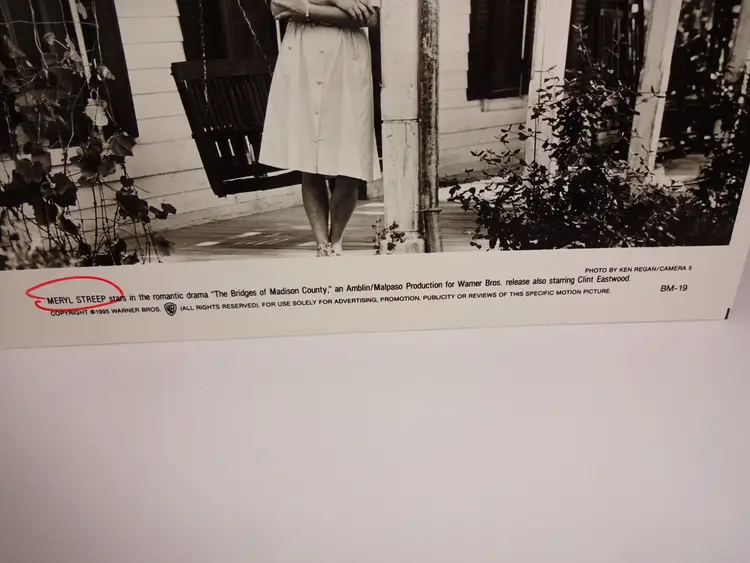 PHOTO BY KEN REGAN/CAMERA 5
MERYL STREEP stars in the romantic drama "The Bridges of Madison County," an Amblin/Malpaso Production for Warner Bros. release also starring Clint Eastwood.
COPYRIGHT ©1995 WARNER BROS. WB (ALL RIGHTS RESERVED). FOR USE SOLELY FOR ADVERTISING, PROMOTION, PUBLICITY OR REVIEWS OF THIS SPECIFIC MOTION PICTURE.
BM-19